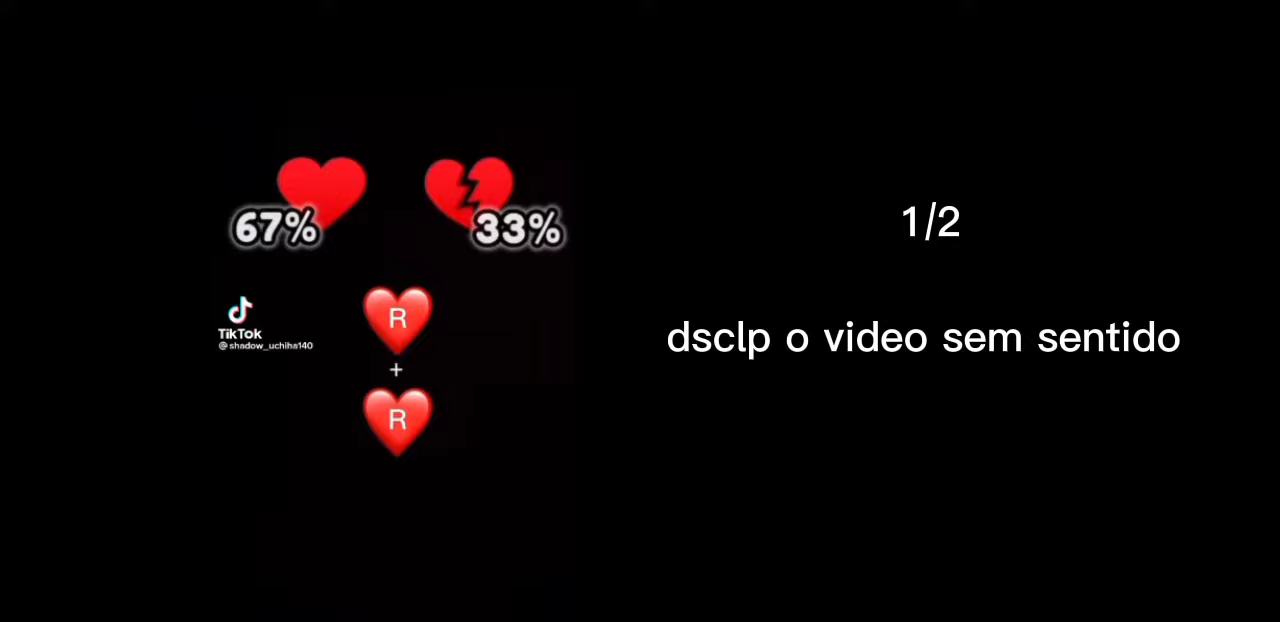 67% 33%
R
TikTok
@shadow_uchiha140
+
R
1/2
dsclp o video sem sentido